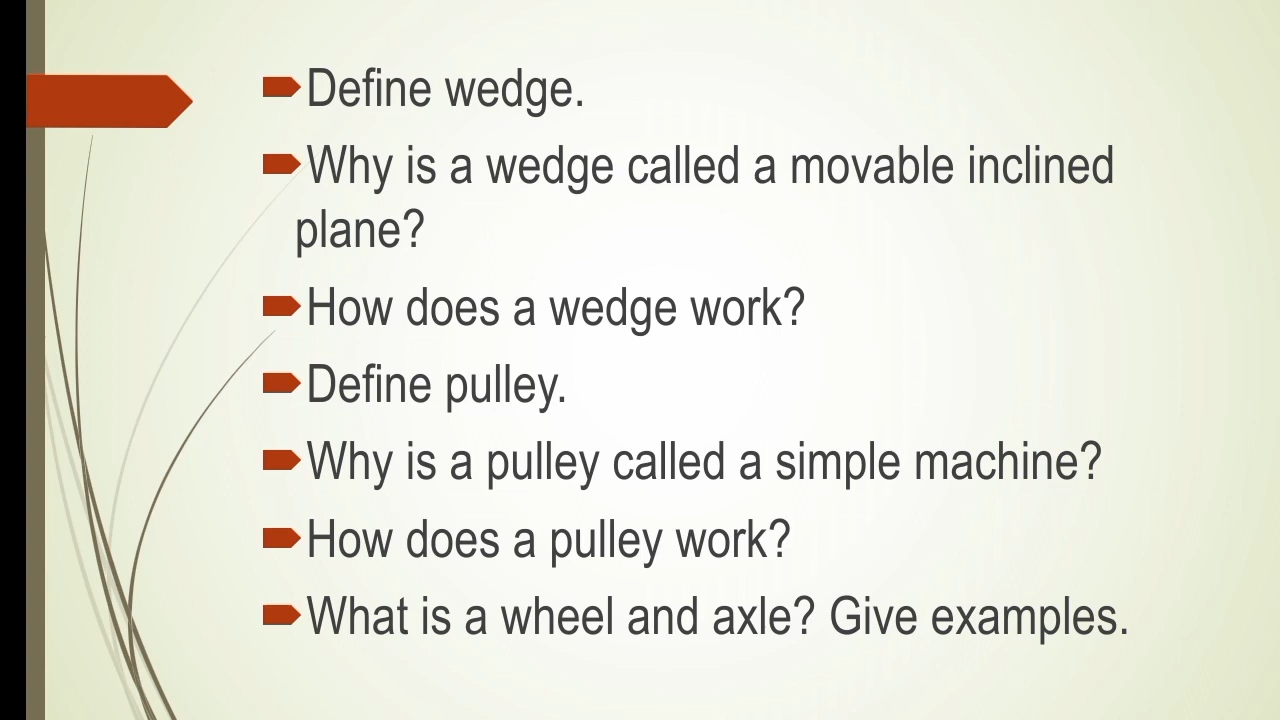 Define wedge.
Why is a wedge called a movable inclined
plane?
How does a wedge work?
Define pulley.
Why is a pulley called a simple machine?
How does a pulley work?
What is a wheel and axle? Give examples.